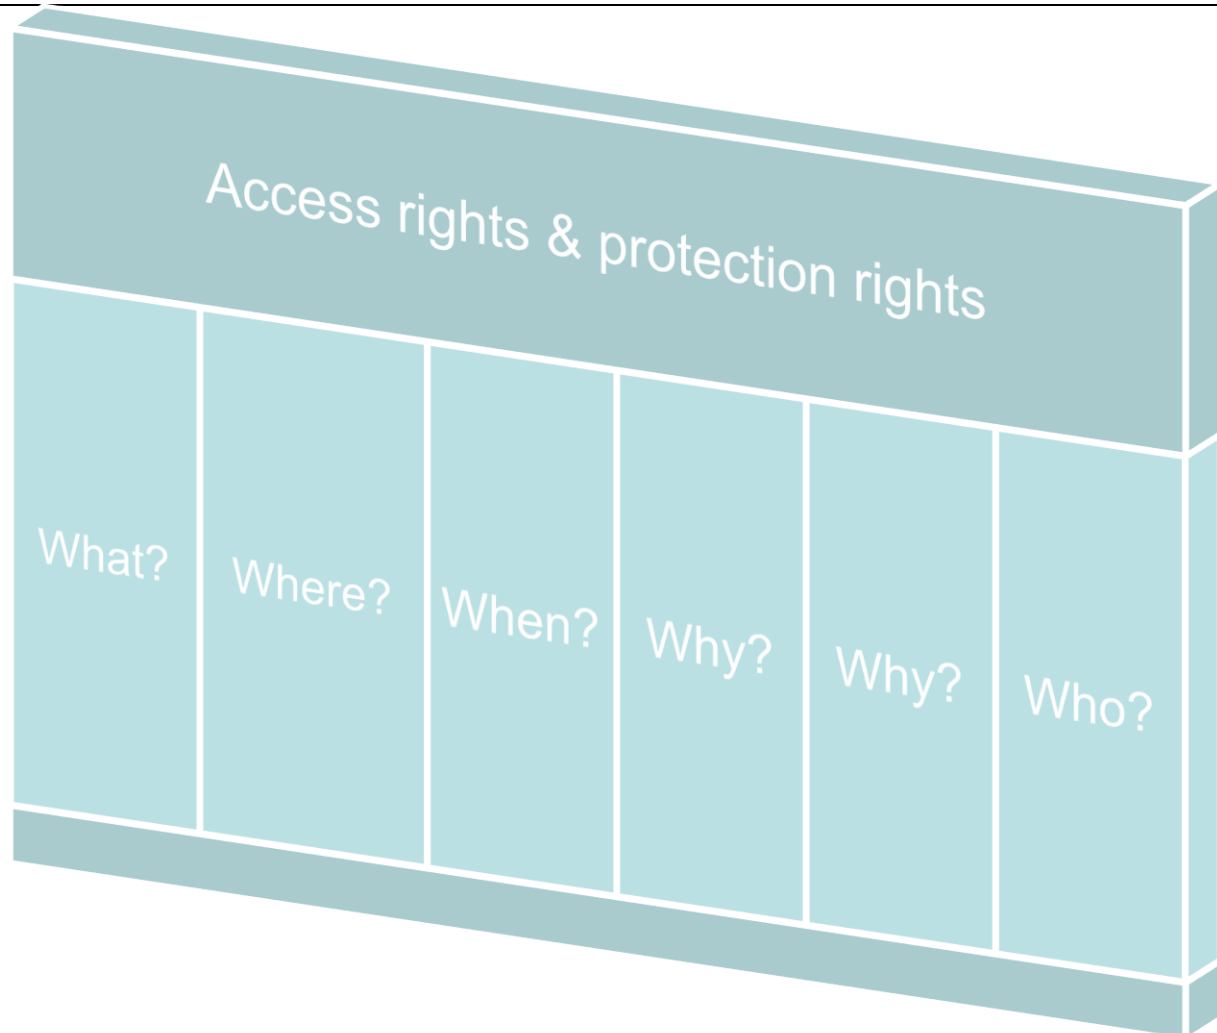 Access rights & protection rights
What?
Where?
When?
Why?
Why?
Who?